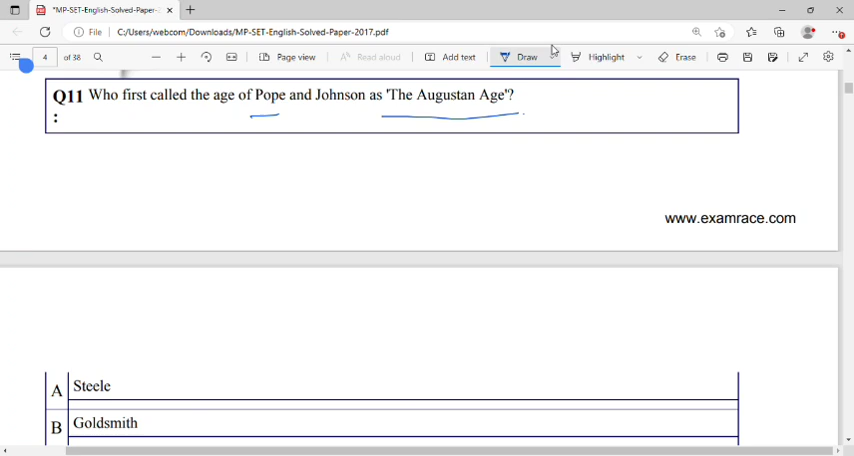 *MP-SET-English-Solved-Paper-
File C:/Users/webcom/Downloads/MP-SET-English-Solved-Paper-2017.pdf
4 of 38 Page view Read aloud Add text Draw Highlight Erase
Q11 Who first called the age of Pope and Johnson as 'The Augustan Age'?
:
www.examrace.com
A Steele
B Goldsmith